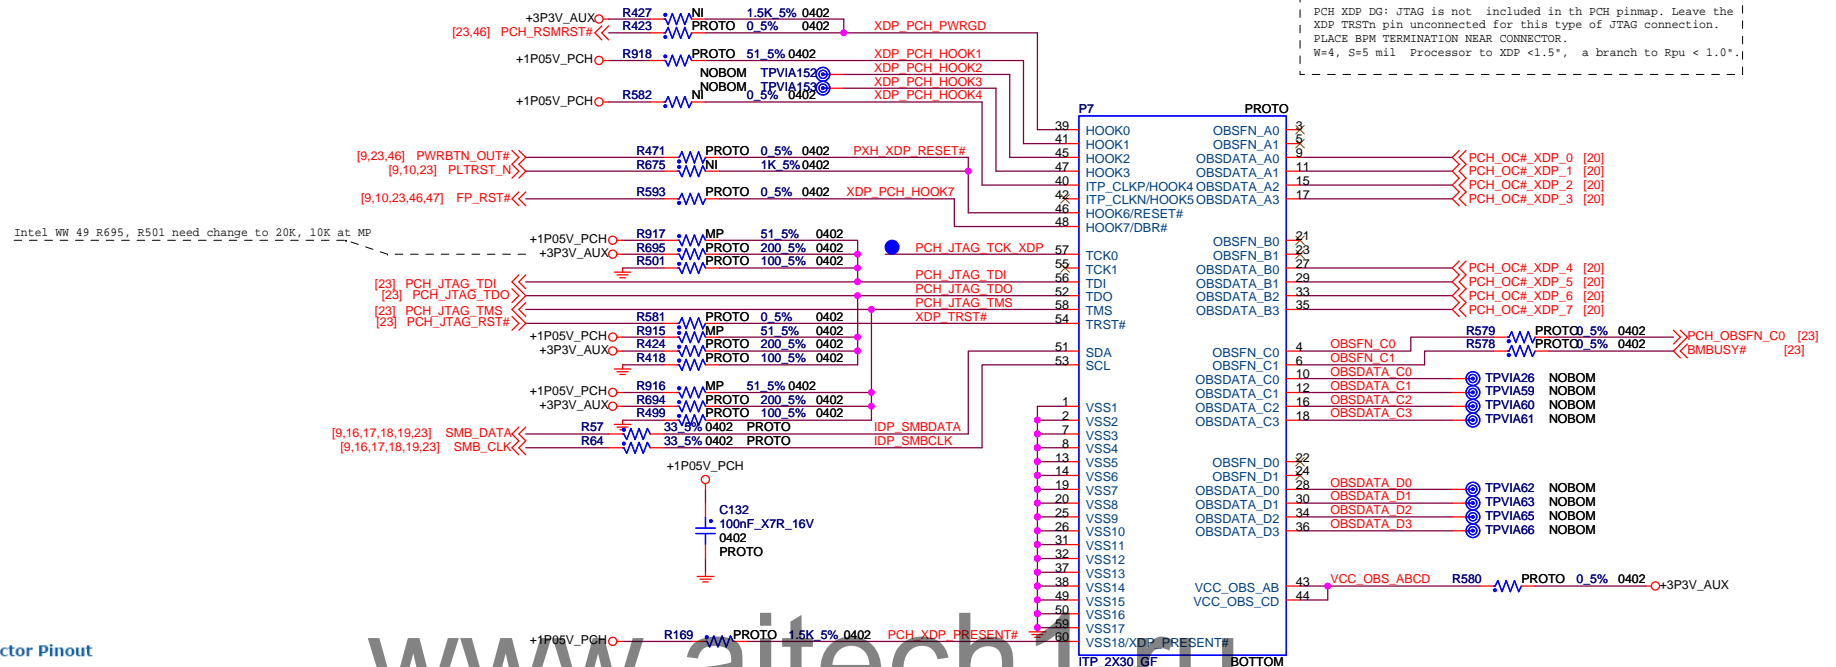 +3P3V_AUX R427 NI 1.5K_5% 0402
[23,46] PCH_RSMRST# R423 PROTO 0_5% 0402 XDP_PCH_PWRGD
+1P05V_PCH R918 PROTO 51_5% 0402 XDP_PCH_HOOK1
NOBOM TPVIA152 XDP_PCH_HOOK2
NOBOM TPVIA153 XDP_PCH_HOOK3
+1P05V_PCH R582 NI 0_5% 0402 XDP_PCH_HOOK4
PCH XDP DG: JTAG is not included in th PCH pinmap. Leave the
XDP TRSTn pin unconnected for this type of JTAG connection.
PLACE BPM TERMINATION NEAR CONNECTOR.
W=4, S=5 mil Processor to XDP <1.5", a branch to Rpu < 1.0".
[9,23,46] PWRBTN_OUT# R471 PROTO 0_5% 0402 PXH_XDP_RESET#
[9,10,23] PLTRST_N R675 NI 1K_5% 0402
[9,10,23,46,47] FP_RST# R593 PROTO 0_5% 0402 XDP_PCH_HOOK7
Intel WW 49 R695, R501 need change to 20K, 10K at MP
+1P05V_PCH R917 MP 51_5% 0402
+3P3V_AUX R695 PROTO 200_5% 0402
R501 PROTO 100_5% 0402
PCH_JTAG_TCK_XDP
[23] PCH_JTAG_TDI PCH_JTAG_TDI
[23] PCH_JTAG_TDO PCH_JTAG_TDO
[23] PCH_JTAG_TMS PCH_JTAG_TMS
[23] PCH_JTAG_RST# R581 PROTO 0_5% 0402 XDP_TRST#
+1P05V_PCH R915 MP 51_5% 0402
+3P3V_AUX R424 PROTO 200_5% 0402
R418 PROTO 100_5% 0402
+1P05V_PCH R916 MP 51_5% 0402
+3P3V_AUX R694 PROTO 200_5% 0402
R499 PROTO 100_5% 0402
[9,16,17,18,19,23] SMB_DATA R57 33_5% 0402 PROTO IDP_SMBDATA
[9,16,17,18,19,23] SMB_CLK R64 33_5% 0402 PROTO IDP_SMBCLK
+1P05V_PCH
C132
100nF_X7R_16V
0402
PROTO
+1P05V_PCH R169 PROTO 1.5K_5% 0402 PCH_XDP_PRESENT#
P7 PROTO
39 HOOK0 OBSFN_A0 3
41 HOOK1 OBSFN_A1 5
45 HOOK2 OBSDATA_A0 9 PCH_OC#_XDP_0 [20]
47 HOOK3 OBSDATA_A1 11 PCH_OC#_XDP_1 [20]
40 ITP_CLKP/HOOK4 OBSDATA_A2 15 PCH_OC#_XDP_2 [20]
42 ITP_CLKN/HOOK5 OBSDATA_A3 17 PCH_OC#_XDP_3 [20]
46 HOOK6/RESET#
48 HOOK7/DBR#
OBSFN_B0 21
57 TCK0 OBSFN_B1 23
55 TCK1 OBSDATA_B0 27 PCH_OC#_XDP_4 [20]
56 TDI OBSDATA_B1 29 PCH_OC#_XDP_5 [20]
52 TDO OBSDATA_B2 33 PCH_OC#_XDP_6 [20]
58 TMS OBSDATA_B3 35 PCH_OC#_XDP_7 [20]
54 TRST#
R579 PROTO 0_5% 0402 PCH_OBSFN_C0 [23]
R578 PROTO 0_5% 0402 BMBUSY# [23]
51 SDA OBSFN_C0 4 OBSFN_C0
53 SCL OBSFN_C1 6 OBSFN_C1
OBSDATA_C0 10 OBSDATA_C0 TPVIA26 NOBOM
OBSDATA_C1 12 OBSDATA_C1 TPVIA59 NOBOM
1 VSS1 OBSDATA_C2 16 OBSDATA_C2 TPVIA60 NOBOM
2 VSS2 OBSDATA_C3 18 OBSDATA_C3 TPVIA61 NOBOM
7 VSS3
8 VSS4
13 VSS5 OBSFN_D0 22
14 VSS6 OBSFN_D1 24
19 VSS7 OBSDATA_D0 28 OBSDATA_D0 TPVIA62 NOBOM
20 VSS8 OBSDATA_D1 30 OBSDATA_D1 TPVIA63 NOBOM
25 VSS9 OBSDATA_D2 34 OBSDATA_D2 TPVIA65 NOBOM
26 VSS10 OBSDATA_D3 36 OBSDATA_D3 TPVIA66 NOBOM
31 VSS11
32 VSS12
37 VSS13
38 VSS14 VCC_OBS_AB 43 VCC_OBS_ABCD R580 PROTO 0_5% 0402 +3P3V_AUX
49 VSS15 VCC_OBS_CD 44
50 VSS16
59 VSS17
60 VSS18/XDP_PRESENT#
ITP_2X30_GF BOTTOM
ctor Pinout
www.aitech1.ru